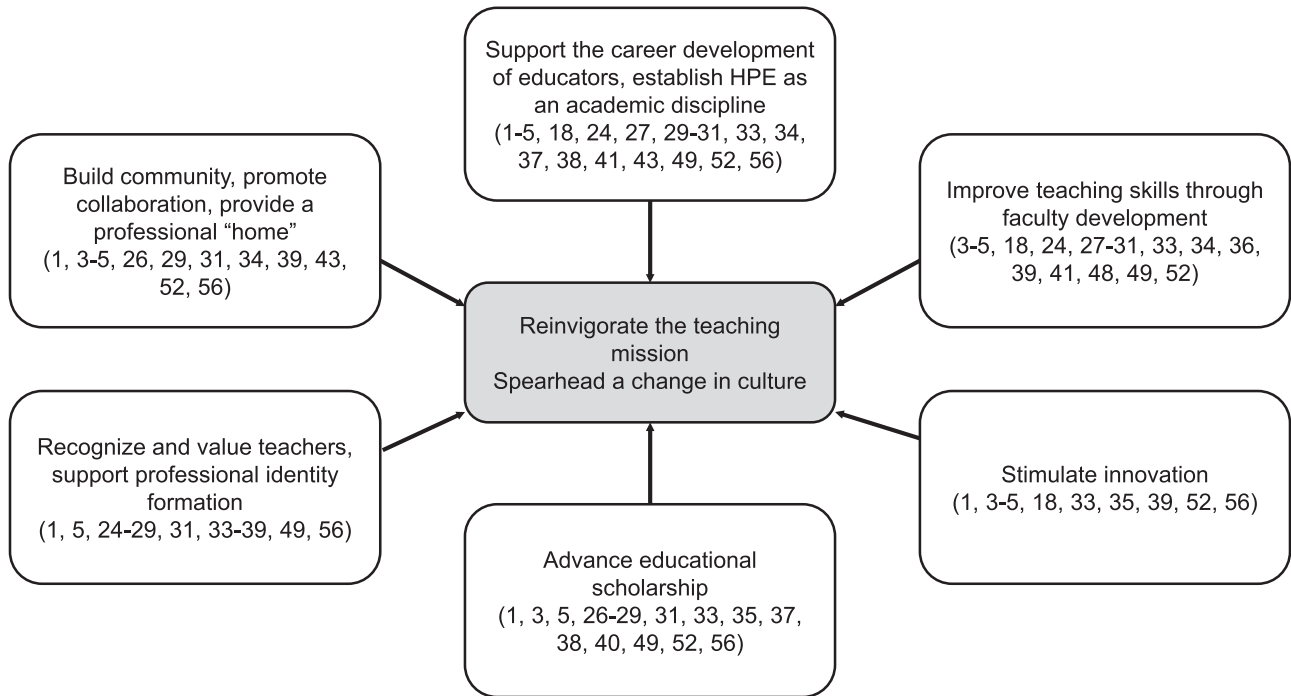 Support the career development
of educators, establish HPE as
an academic discipline
(1-5, 18, 24, 27, 29-31, 33, 34,
37, 38, 41, 43, 49, 52, 56)
Build community, promote
collaboration, provide a
professional “home”
(1, 3-5, 26, 29, 31, 34, 39, 43,
52, 56)
Improve teaching skills through
faculty development
(3-5, 18, 24, 27-31, 33, 34, 36,
39, 41, 48, 49, 52)
Reinvigorate the teaching
mission
Spearhead a change in culture
Recognize and value teachers,
support professional identity
formation
(1, 5, 24-29, 31, 33-39, 49, 56)
Stimulate innovation
(1, 3-5, 18, 33, 35, 39, 52, 56)
Advance educational
scholarship
(1, 3, 5, 26-29, 31, 33, 35, 37,
38, 40, 49, 52, 56)